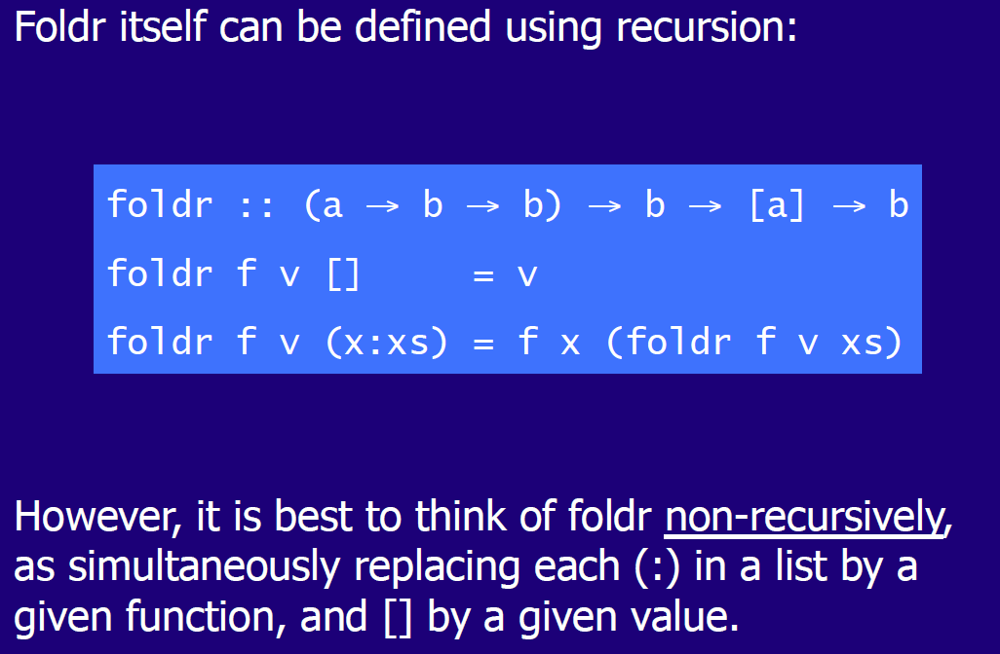 Foldr itself can be defined using recursion:
foldr :: (a → b → b) → b → [a] → b
foldr f v []     = v
foldr f v (x:xs) = f x (foldr f v xs)
However, it is best to think of foldr non-recursively,
as simultaneously replacing each (:) in a list by a
given function, and [] by a given value.